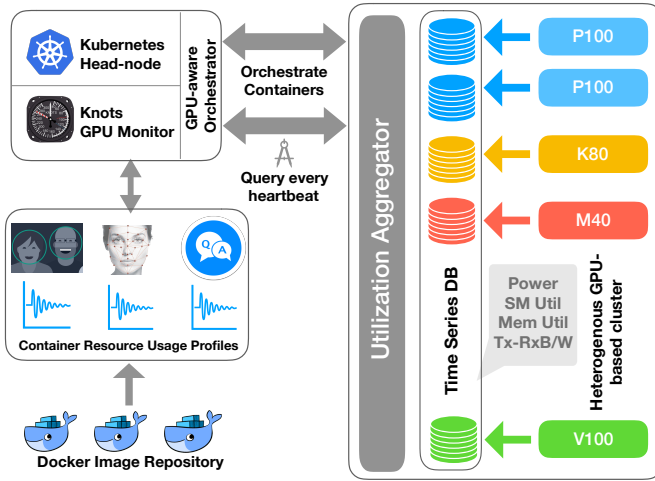 Kubernetes
Head-node
Knots
GPU Monitor
GPU-aware
Orchestrator
Orchestrate
Containers
Query every
heartbeat
Q
A
Container Resource Usage Profiles
Docker Image Repository
Utilization Aggregator
Time Series DB
P100
P100
K80
M40
Power
SM Util
Mem Util
Tx-RxB/W
Heterogenous GPU-
based cluster
V100